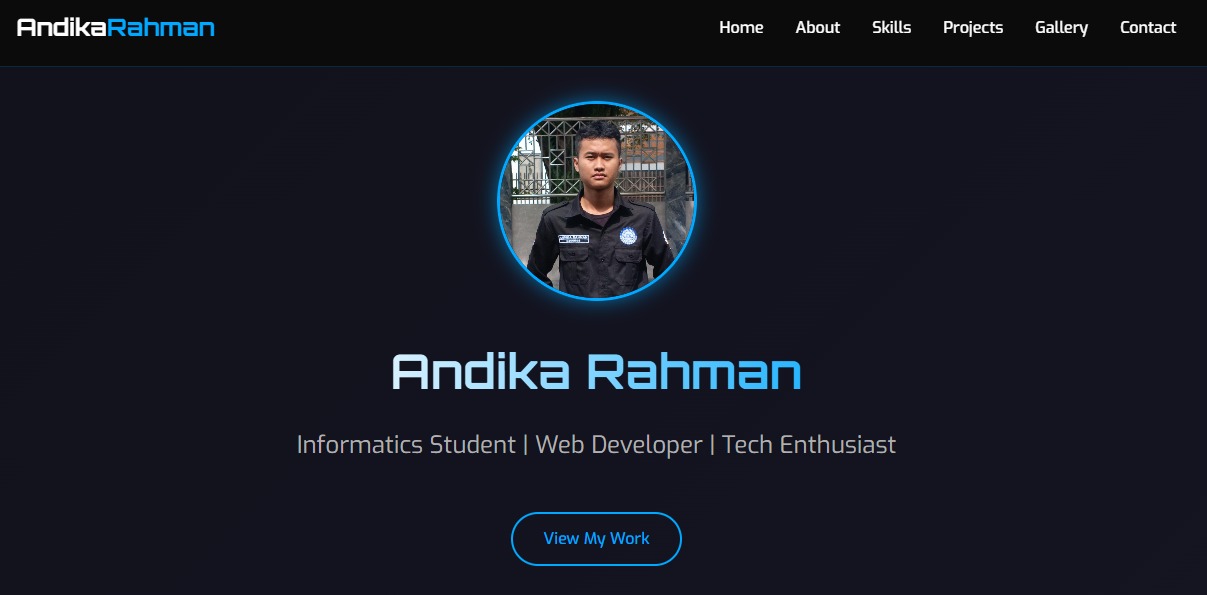 AndikaRahman
Home About Skills Projects Gallery Contact
Andika Rahman
Informatics Student | Web Developer | Tech Enthusiast
View My Work